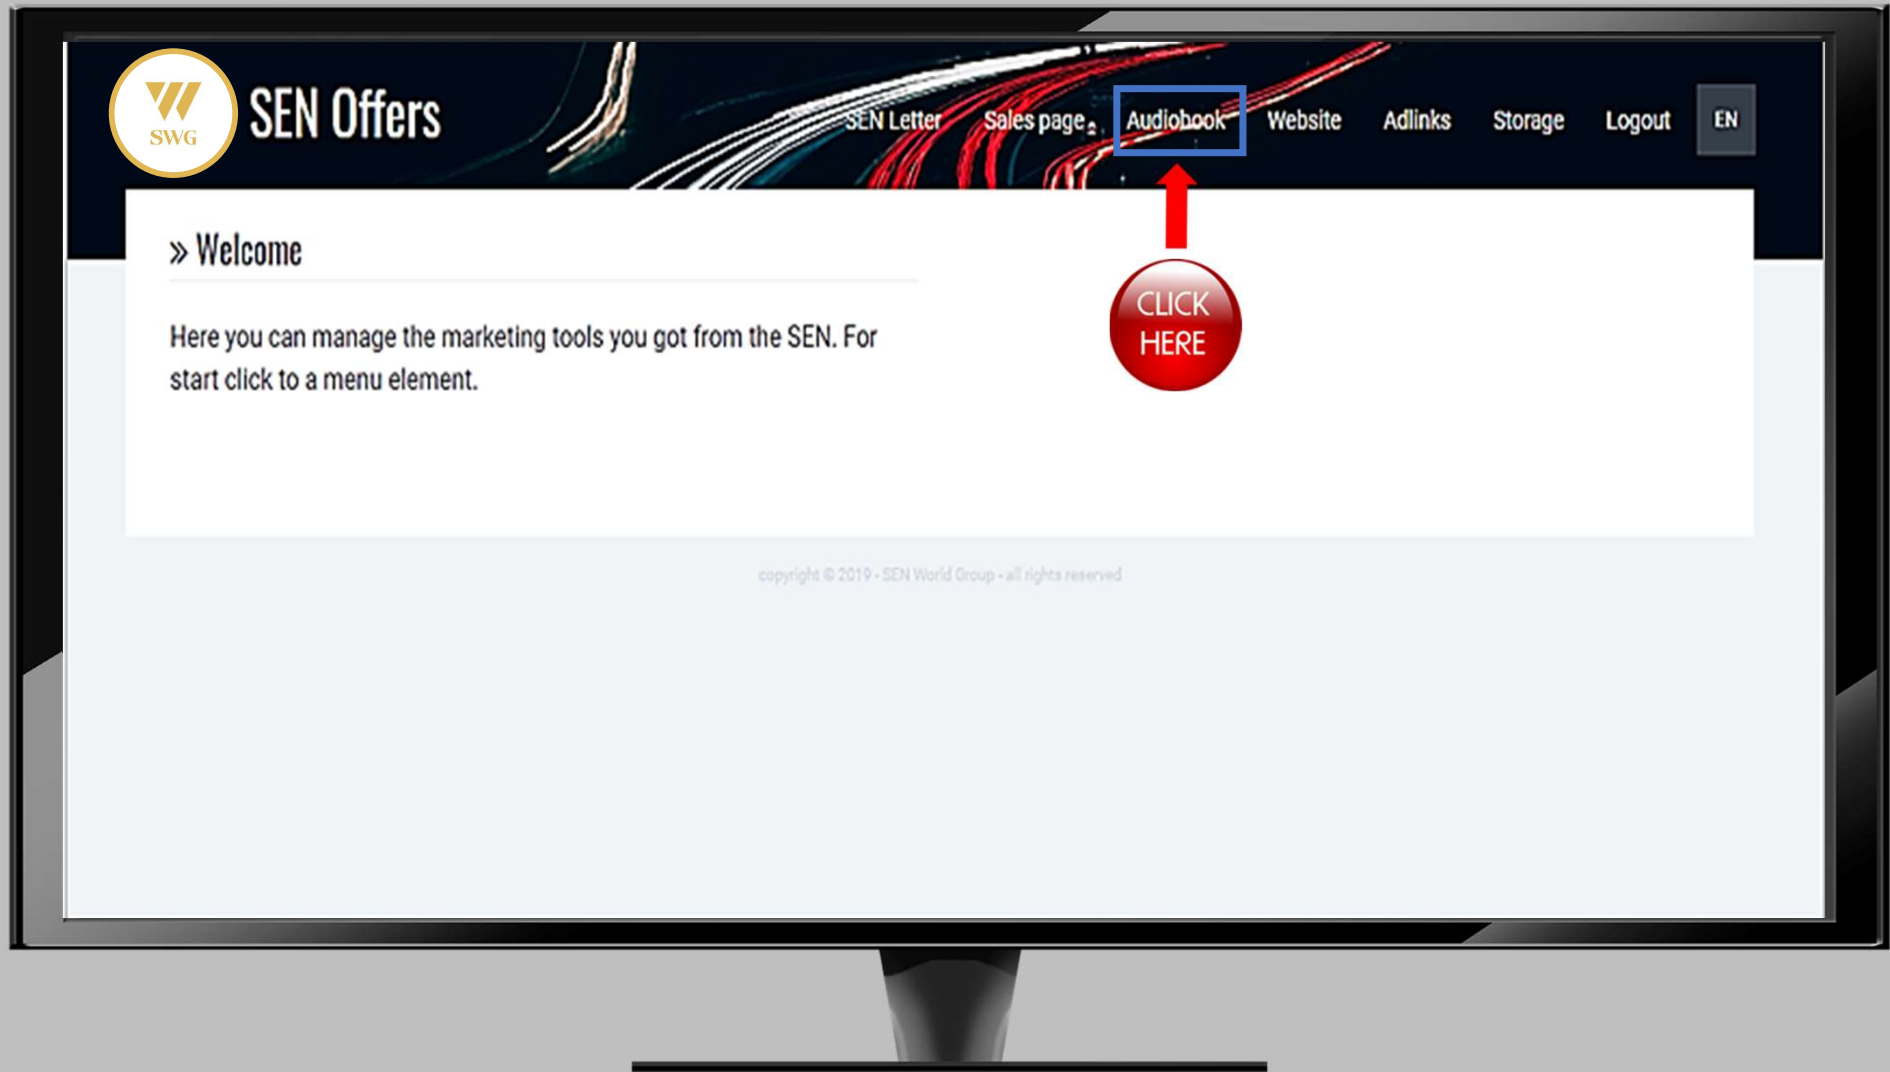 SWG
SEN Offers
SEN Letter
Sales page
Audiobook
Website
Adlinks
Storage
Logout
EN
» Welcome
Here you can manage the marketing tools you got from the SEN. For
start click to a menu element.
CLICK
HERE
copyright © 2019 - SEN World Group - all rights reserved